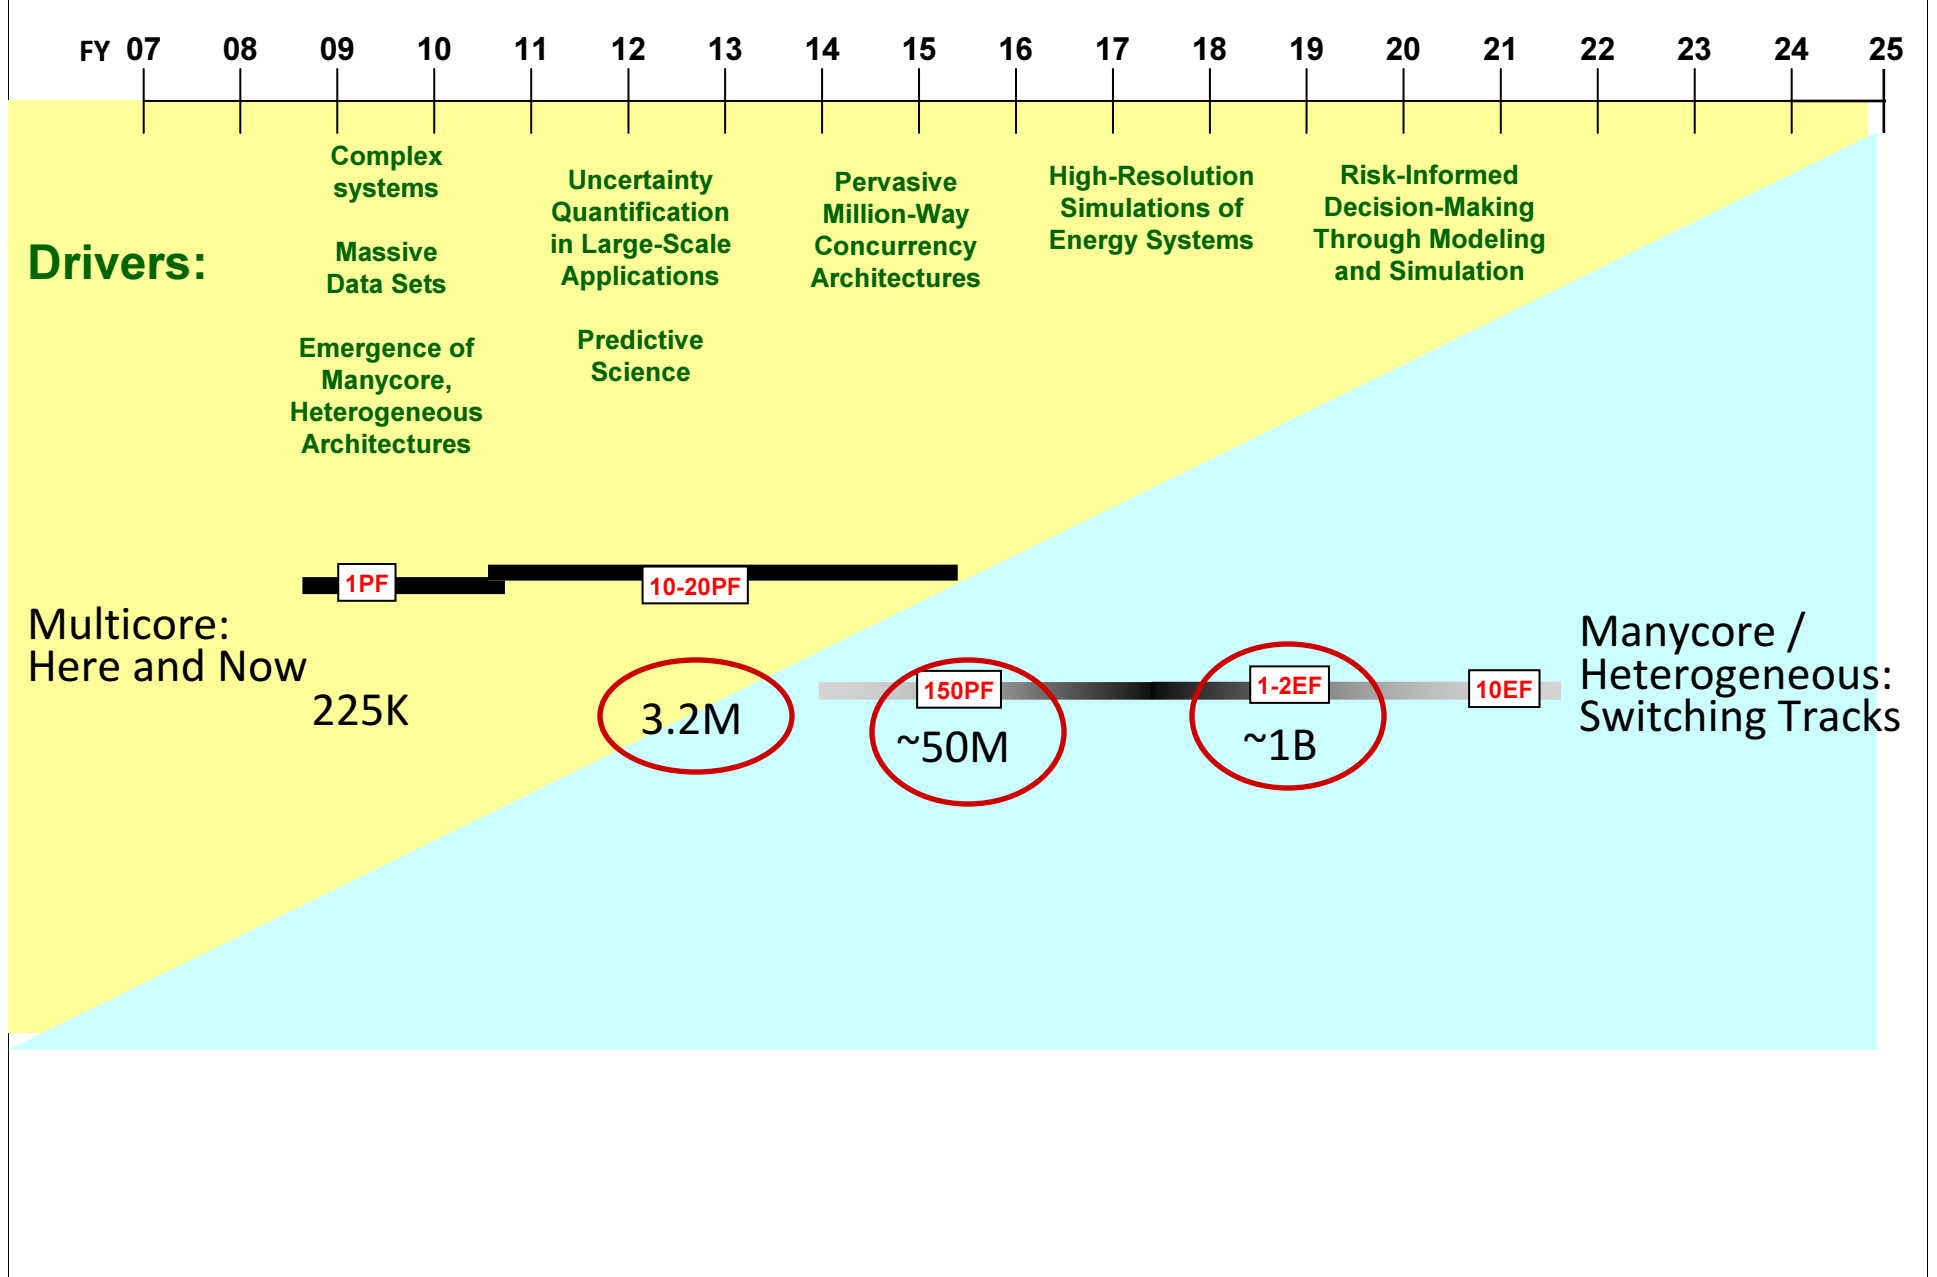 FY 07 08 09 10 11 12 13 14 15 16 17 18 19 20 21 22 23 24 25
Drivers:
Complex
systems
Massive
Data Sets
Emergence of
Manycore,
Heterogeneous
Architectures
Uncertainty
Quantification
in Large-Scale
Applications
Predictive
Science
Pervasive
Million-Way
Concurrency
Architectures
High-Resolution
Simulations of
Energy Systems
Risk-Informed
Decision-Making
Through Modeling
and Simulation
1PF
10-20PF
Multicore:
Here and Now
225K
3.2M
150PF
~50M
1-2EF
~1B
10EF
Manycore /
Heterogeneous:
Switching Tracks